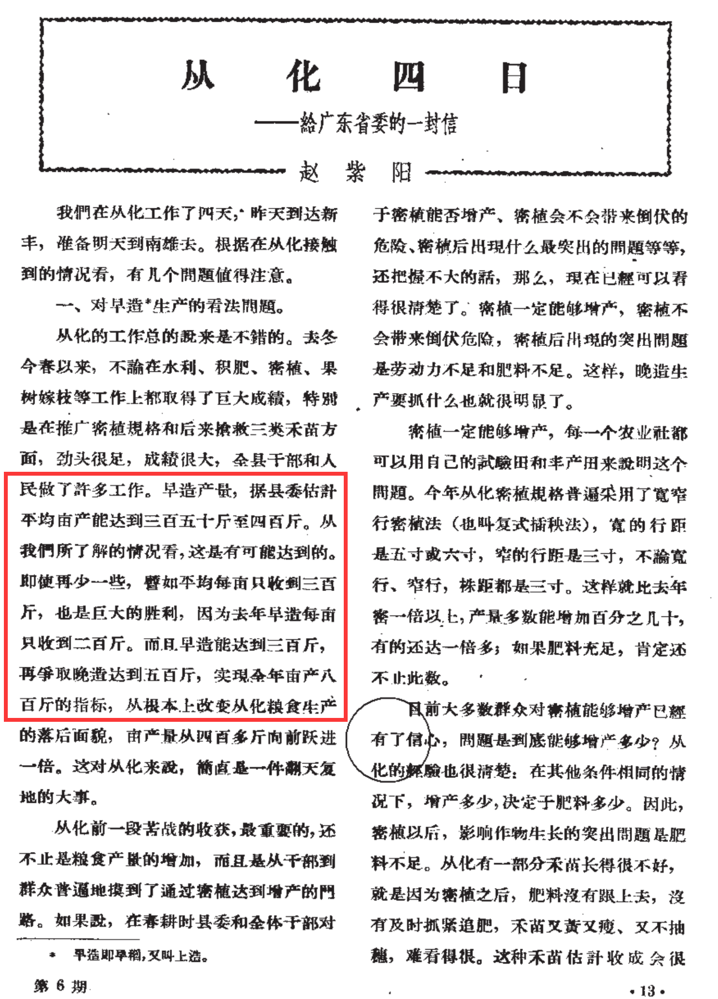 从化四日
——給广东省委的一封信
赵紫阳
我們在从化工作了四天，昨天到达新
丰，准备明天到南雄去。根据在从化接触
到的情况看，有几个問題値得注意。
一、对早造*生产的看法問題。
从化的工作总的說来是不錯的。去冬
今春以来，不論在水利、积肥、密植、果
树嫁枝等工作上都取得了巨大成績，特別
是在推广密植規格和后来搶救三类禾苗方
面，劲头很足，成績很大，全县干部和人
民做了許多工作。早造产量，据县委估計
平均亩产能达到三百五十斤至四百斤。从
我們所了解的情况看，这是有可能达到的。
即使再少一些，譬如平均每亩只收到三百
斤，也是巨大的胜利，因为去年早造每亩
只收到二百斤。而且早造能达到三百斤，
再爭取晚造达到五百斤，实現全年亩产八
百斤的指标，从根本上改变从化粮食生产
的落后面貌，亩产量从四百多斤向前跃进
一倍。这对从化来說，簡直是一件翻天复
地的大事。
从化前一段苦战的收获，最重要的，还
不止是粮食产量的增加，而且是从干部到
群众普遍地摸到了通过密植达到增产的門
路。如果說，在春耕时县委和全体干部对
* 早造即早稻，又叫上造。
第 6 期
于密植能否增产、密植会不会带来倒伏的
危险、密植后出現什么最突出的問題等等，
还把握不大的話，那么，現在已經可以看
得很清楚了。密植一定能够增产，密植不
会带来倒伏危险，密植后出現的突出問題
是劳动力不足和肥料不足。这样，晚造生
产要抓什么也就很明显了。
密植一定能够增产，每一个农业社都
可以用自己的試驗田和丰产田来說明这个
問題。今年从化密植規格普遍采用了寬窄
行密植法（也叫复式插秧法），寬的行距
是五寸或六寸，窄的行距是三寸，不論寬
行、窄行，株距都是三寸。这样就比去年
密一倍以上，产量多数能增加百分之几十，
有的还达一倍多；如果肥料充足，肯定还
不止此数。
目前大多数群众对密植能够增产已經
有了信心，問題是到底能够增产多少？从
化的經驗也很清楚：在其他条件相同的情
况下，增产多少，决定于肥料多少。因此，
密植以后，影响作物生长的突出問題是肥
料不足。从化有一部分禾苗长得很不好，
就是因为密植之后，肥料沒有跟上去，沒
有及时抓紧追肥，禾苗又黃又瘦、又不抽
穗，难看得很。这种禾苗估計收成会很
·13·